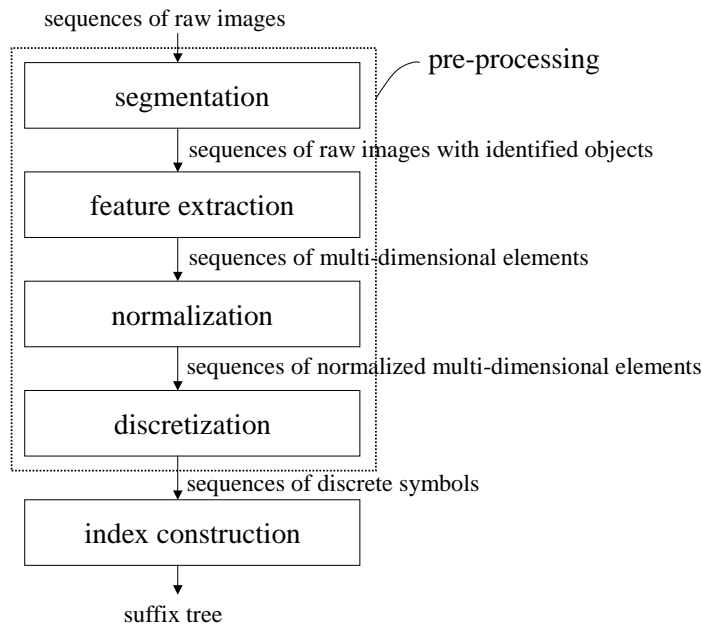 sequences of raw images
pre-processing
segmentation
sequences of raw images with identified objects
feature extraction
sequences of multi-dimensional elements
normalization
sequences of normalized multi-dimensional elements
discretization
sequences of discrete symbols
index construction
suffix tree